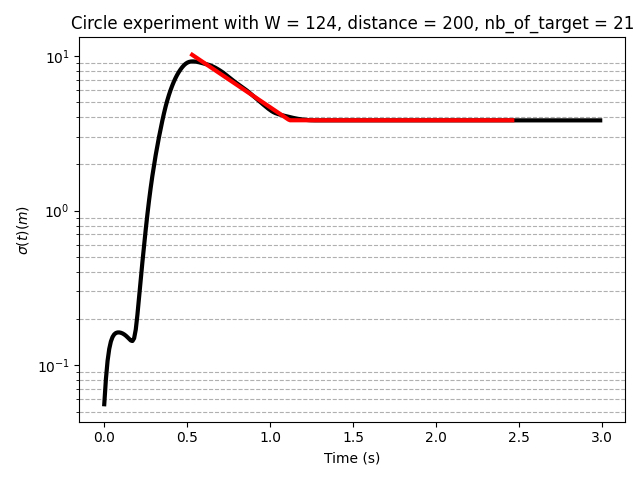 Circle experiment with W = 124, distance = 200, nb_of_target = 21
10¹
10⁰
10⁻¹
σ(t)(m)
0.0 0.5 1.0 1.5 2.0 2.5 3.0
Time (s)